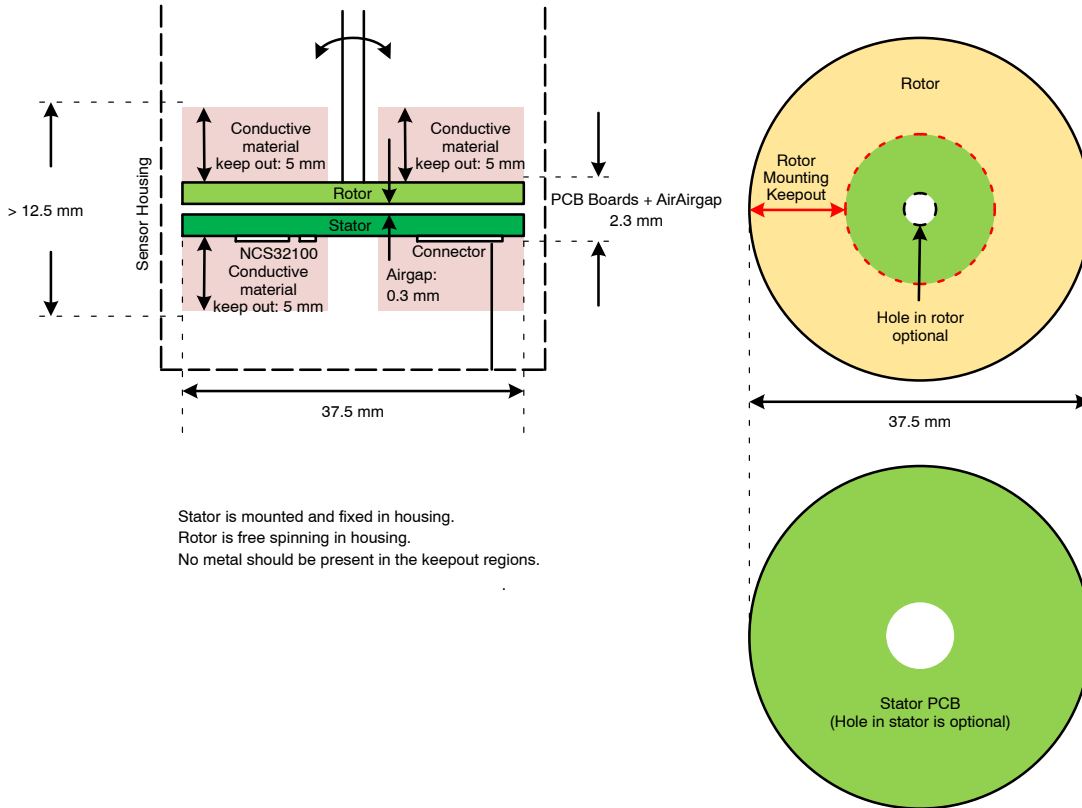 Conductive
material
keep out: 5 mm
Conductive
material
keep out: 5 mm
Rotor
Stator
NCS32100
Conductive
material
keep out: 5 mm
Connector
Airgap:
0.3 mm
> 12.5 mm
Sensor Housing
PCB Boards + AirAirgap
2.3 mm
37.5 mm
Stator is mounted and fixed in housing.
Rotor is free spinning in housing.
No metal should be present in the keepout regions.
.
Rotor
Rotor
Mounting
Keepout
Hole in rotor
optional
37.5 mm
Stator PCB
(Hole in stator is optional)